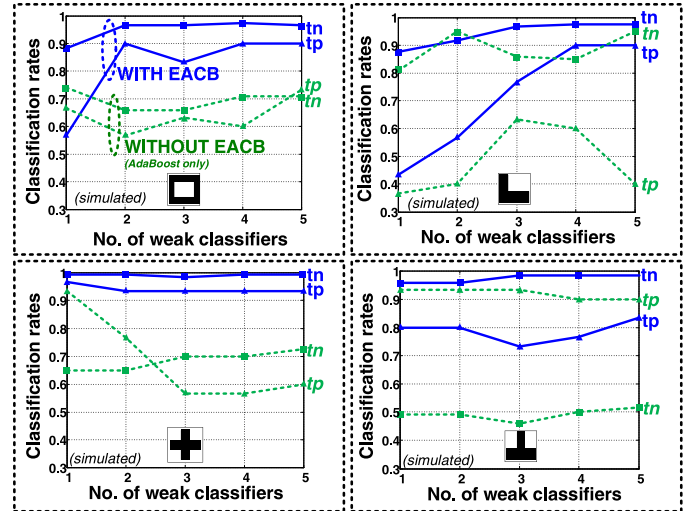 Classification rates
1
0.9
0.8
0.7
0.6
0.5
0.4
0.3
tn
tp
WITH EACB
tp
tn
WITHOUT EACB
(AdaBoost only)
(simulated)
1 2 3 4 5
No. of weak classifiers
Classification rates
1
0.9
0.8
0.7
0.6
0.5
0.4
0.3
tn
tn
tp
tp
(simulated)
1 2 3 4 5
No. of weak classifiers
Classification rates
1
0.9
0.8
0.7
0.6
0.5
0.4
0.3
tn
tp
tn
tp
(simulated)
1 2 3 4 5
No. of weak classifiers
Classification rates
1
0.9
0.8
0.7
0.6
0.5
0.4
0.3
tn
tp
tp
tn
(simulated)
1 2 3 4 5
No. of weak classifiers